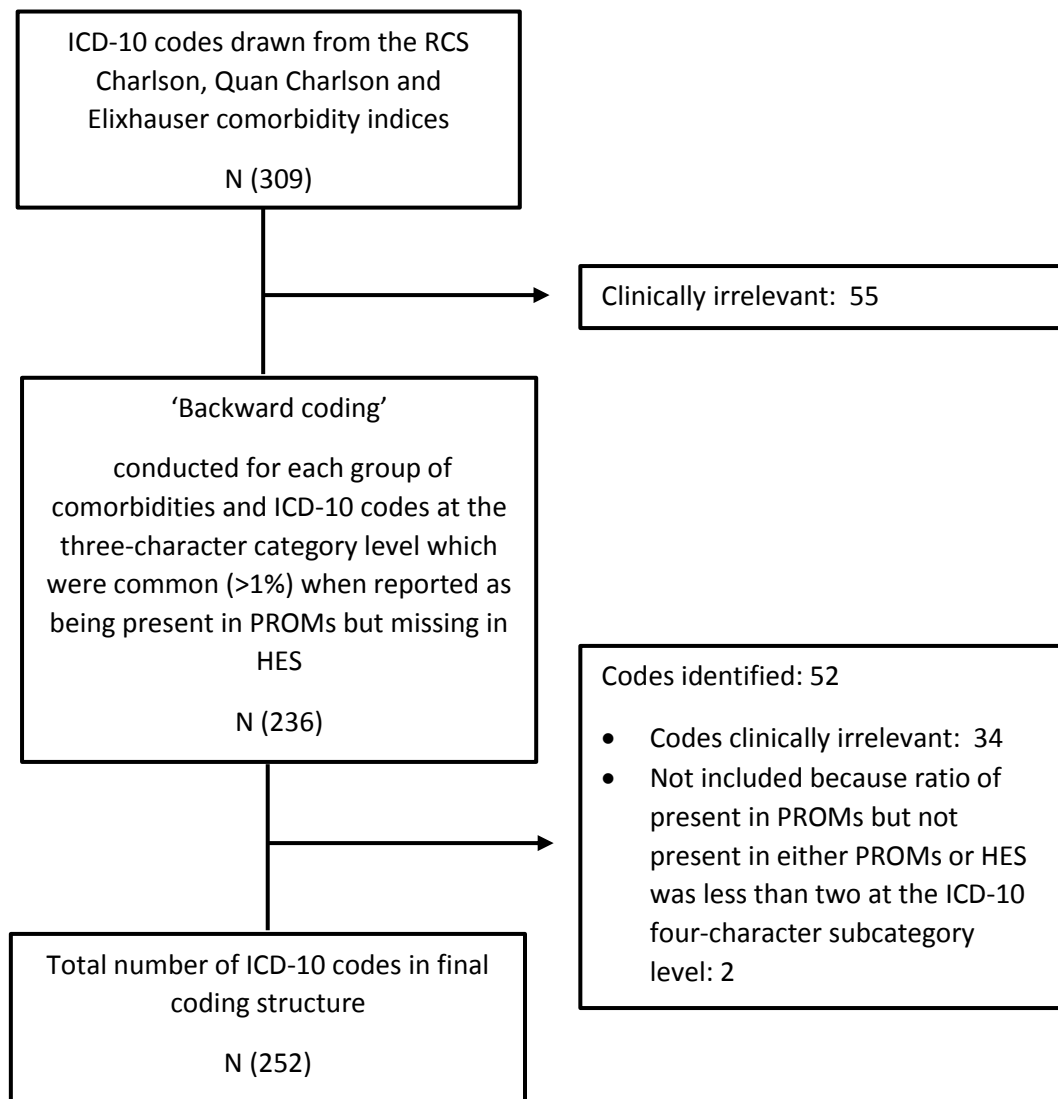 ICD-10 codes drawn from the RCS
Charlson, Quan Charlson and
Elixhauser comorbidity indices
N (309)
Clinically irrelevant:  55
‘Backward coding’
conducted for each group of
comorbidities and ICD-10 codes at the
three-character category level which
were common (>1%) when reported as
being present in PROMs but missing in
HES
N (236)
Codes identified: 52
• Codes clinically irrelevant:  34
• Not included because ratio of
present in PROMs but not
present in either PROMs or HES
was less than two at the ICD-10
four-character subcategory
level: 2
Total number of ICD-10 codes in final
coding structure
N (252)